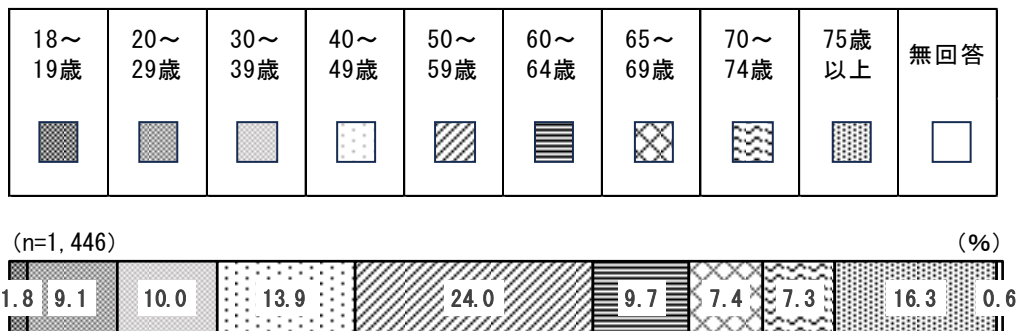 18～
19歳
20～
29歳
30～
39歳
40～
49歳
50～
59歳
60～
64歳
65～
69歳
70～
74歳
75歳
以上
無回答
(n=1,446)
(%)
1.8 9.1 10.0 13.9 24.0 9.7 7.4 7.3 16.3 0.6